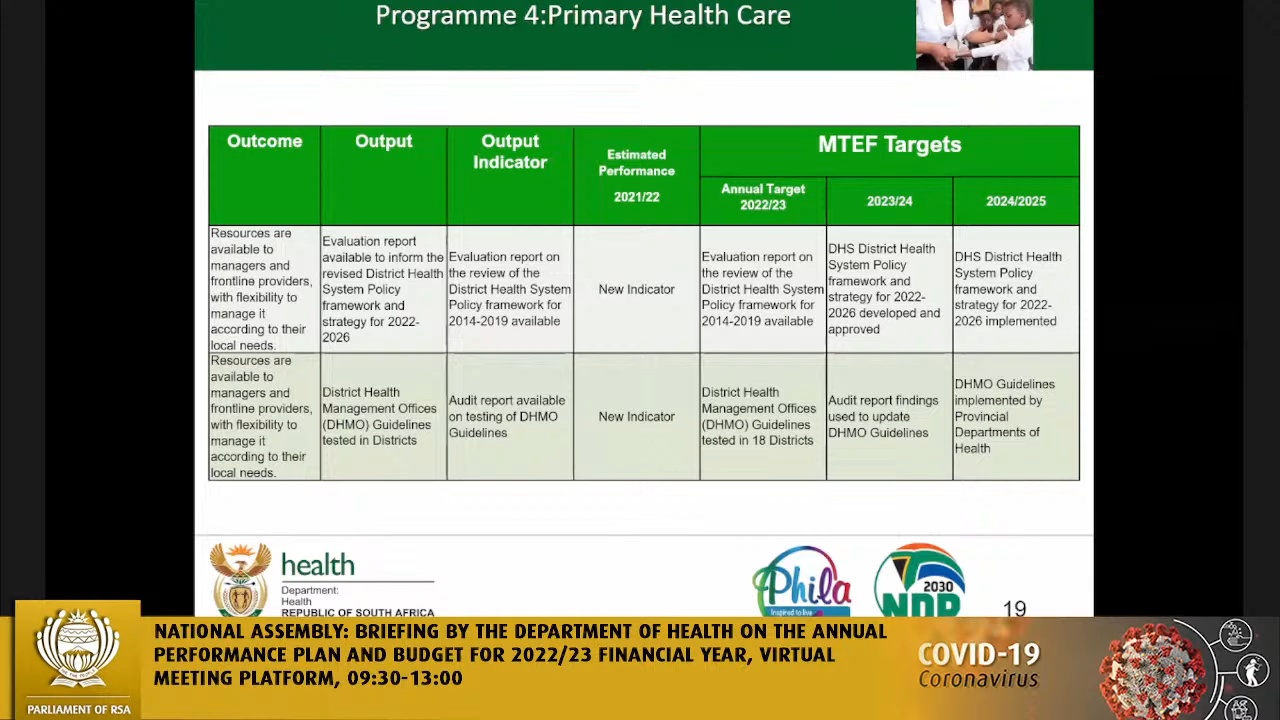 Programme 4:Primary Health Care
Outcome
Output
Output
Indicator
Estimated
Performance
2021/22
MTEF Targets
Annual Target
2022/23
2023/24
2024/2025
Resources are
available to
managers and
frontline providers,
with flexibility to
manage it
according to their
local needs.
Evaluation report
available to inform the
revised District Health
System Policy
framework and
strategy for 2022-
2026
Evaluation report on
the review of the
District Health System
Policy framework for
2014-2019 available
New Indicator
Evaluation report on
the review of the
District Health System
Policy framework for
2014-2019 available
DHS District Health
System Policy
framework and
strategy for 2022-
2026 developed and
approved
DHS District Health
System Policy
framework and
strategy for 2022-
2026 implemented
Resources are
available to
managers and
frontline providers,
with flexibility to
manage it
according to their
local needs.
District Health
Management Offices
(DHMO) Guidelines
tested in Districts
Audit report available
on testing of DHMO
Guidelines
New Indicator
District Health
Management Offices
(DHMO) Guidelines
tested in 18 Districts
Audit report findings
used to update
DHMO Guidelines
DHMO Guidelines
implemented by
Provincial
Departments of
Health
health
Department:
Health
REPUBLIC OF SOUTH AFRICA
Phila
Inspired to live
2030
NDP
19
PARLIAMENT OF RSA
NATIONAL ASSEMBLY: BRIEFING BY THE DEPARTMENT OF HEALTH ON THE ANNUAL
PERFORMANCE PLAN AND BUDGET FOR 2022/23 FINANCIAL YEAR, VIRTUAL
MEETING PLATFORM, 09:30-13:00
COVID-19
Coronavirus